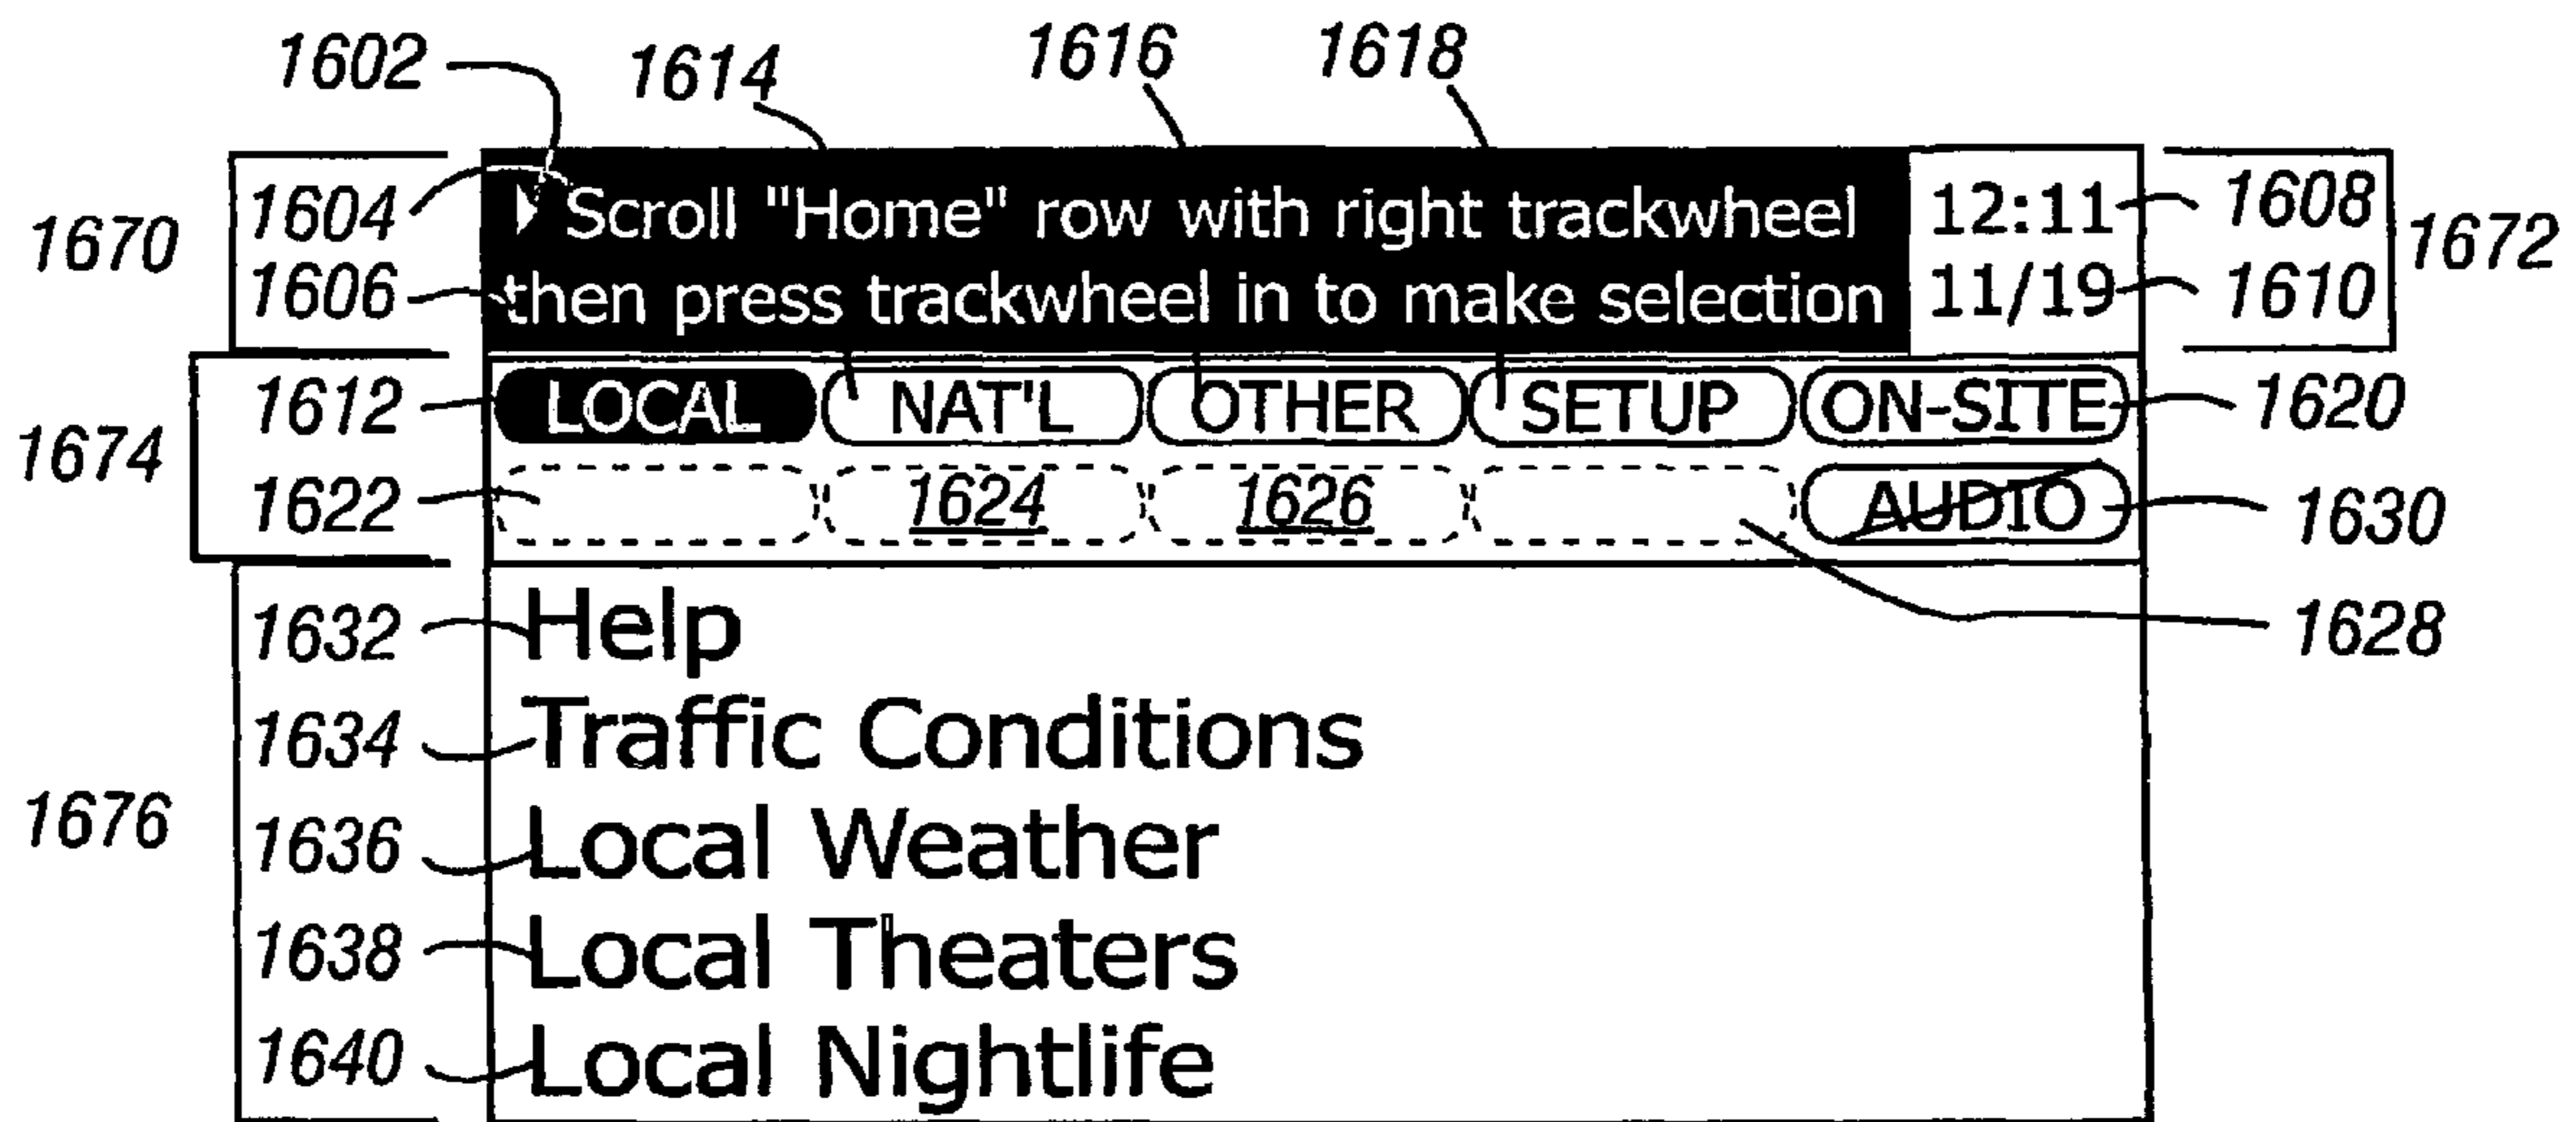 1602 1614 1616 1618
1670 1604 Scroll "Home" row with right trackwheel 12:11 1608 1672
1606 then press trackwheel in to make selection 11/19 1610
1674 1612 LOCAL NAT'L OTHER SETUP ON-SITE 1620
1622 1624 1626 AUDIO 1630
1632 Help 1628
1634 Traffic Conditions
1676 1636 Local Weather
1638 Local Theaters
1640 Local Nightlife